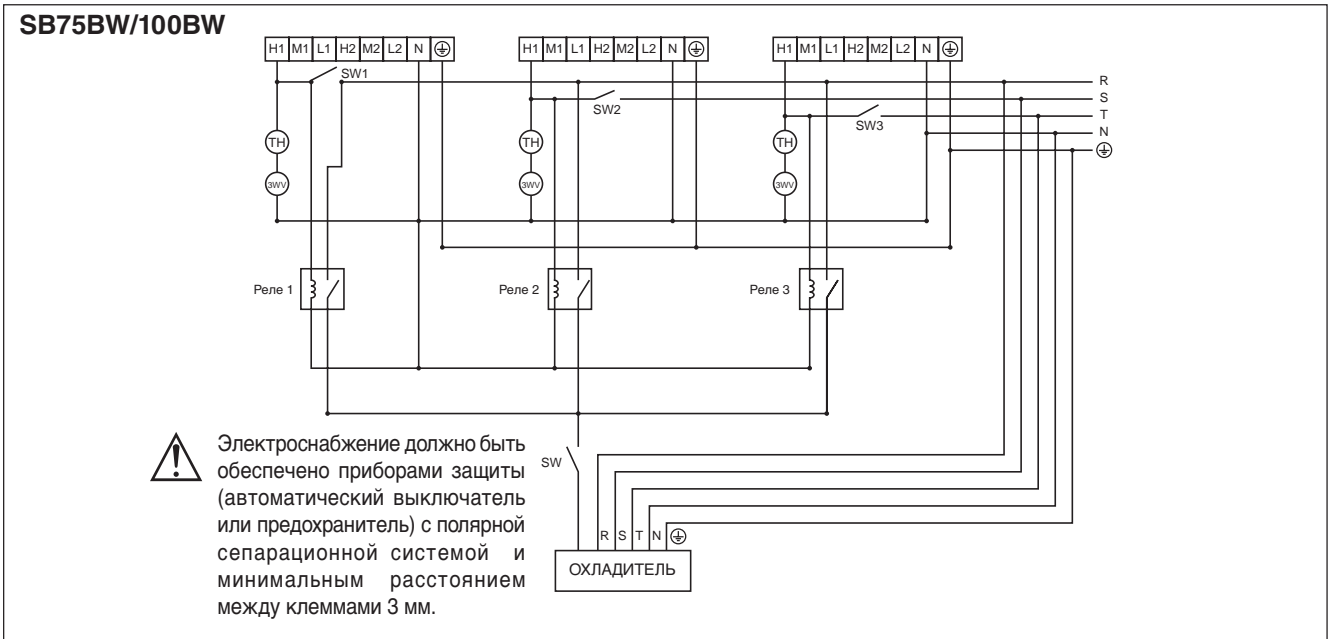 SB75BW/100BW
H1 M1 L1 H2 M2 L2 N
H1 M1 L1 H2 M2 L2 N
H1 M1 L1 H2 M2 L2 N
SW1
R
S
SW2
T
SW3
N
TH
TH
TH
3WV
3WV
3WV
Реле 1
Реле 2
Реле 3
Электроснабжение должно быть
обеспечено приборами защиты
(автоматический выключатель
или предохранитель) с полярной
сепарационной системой и
минимальным расстоянием
между клеммами 3 мм.
SW
R S T N
ОХЛАДИТЕЛЬ